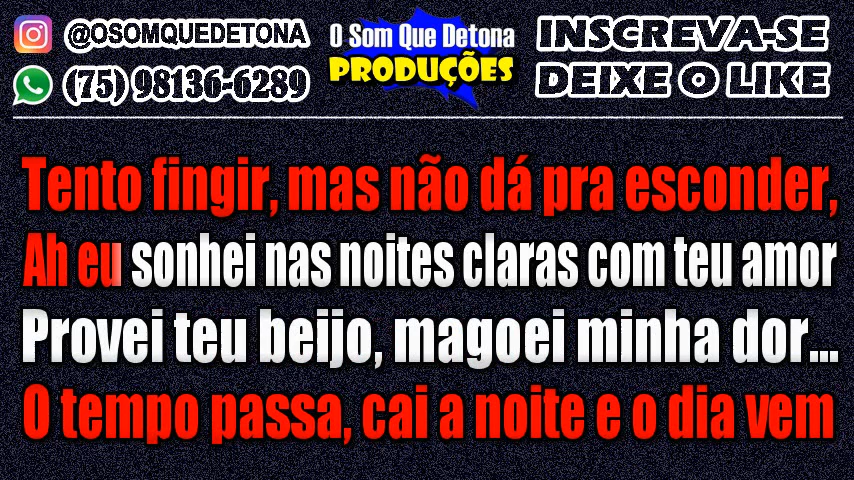 @OSOMQUEDETONA
(75) 98136-6289
O Som Que Detona
PRODUÇÕES
INSCREVA-SE
DEIXE O LIKE
Tento fingir, mas não dá pra esconder,
Ah eu sonhei nas noites claras com teu amor
Provei teu beijo, magoei minha dor...
O tempo passa, cai a noite e o dia vem